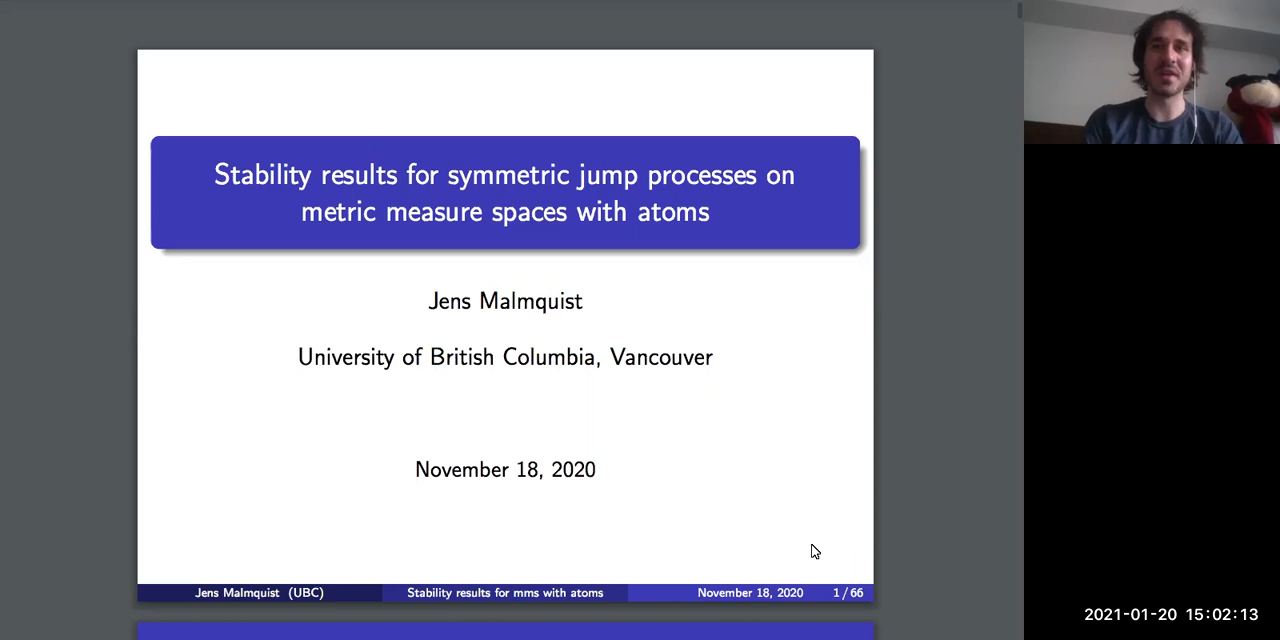 Stability results for symmetric jump processes on
metric measure spaces with atoms
Jens Malmquist
University of British Columbia, Vancouver
November 18, 2020
Jens Malmquist (UBC) Stability results for mms with atoms November 18, 2020 1 / 66
2021-01-20 15:02:13